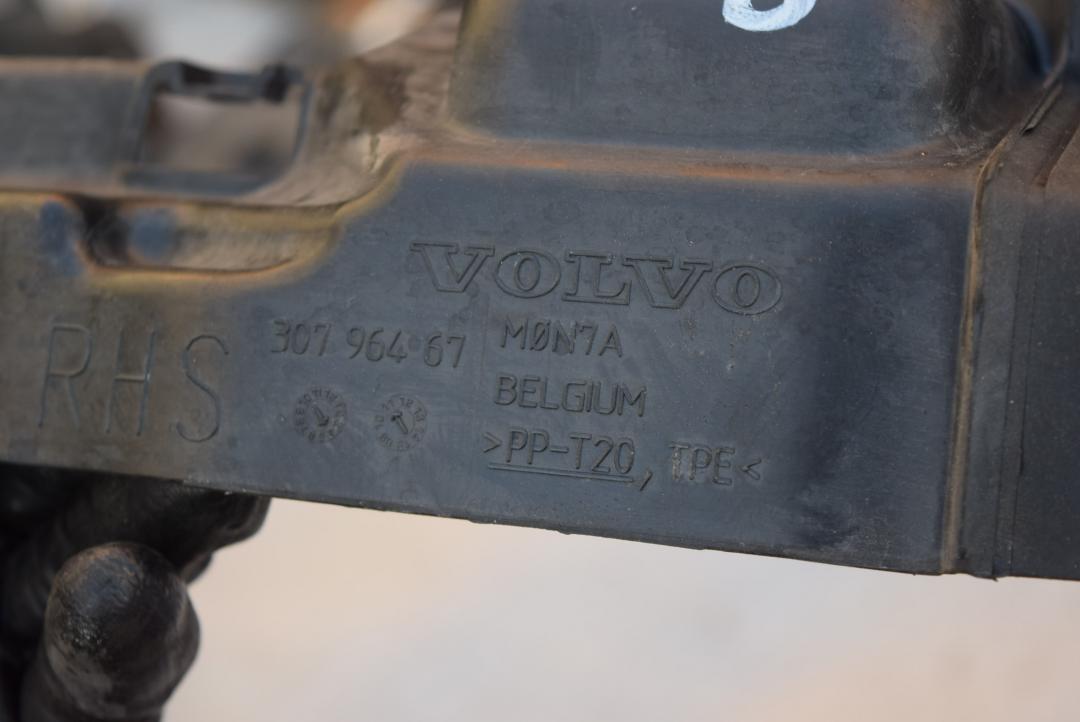 VOLVO
RHS
307 964 67
MØN7A
BELGIUM
>PP-T20, TPE<